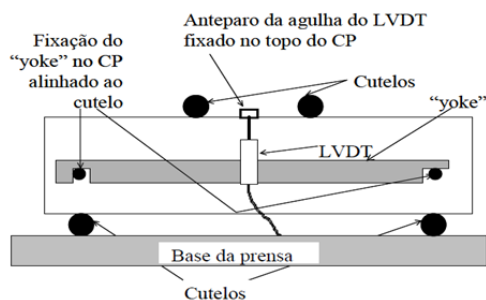 Anteparo da agulha do LVDT
fixado no topo do CP
Fixação do
“yoke” no CP
alinhado ao
cutelo
Cutelos
“yoke”
LVDT
Base da prensa
Cutelos